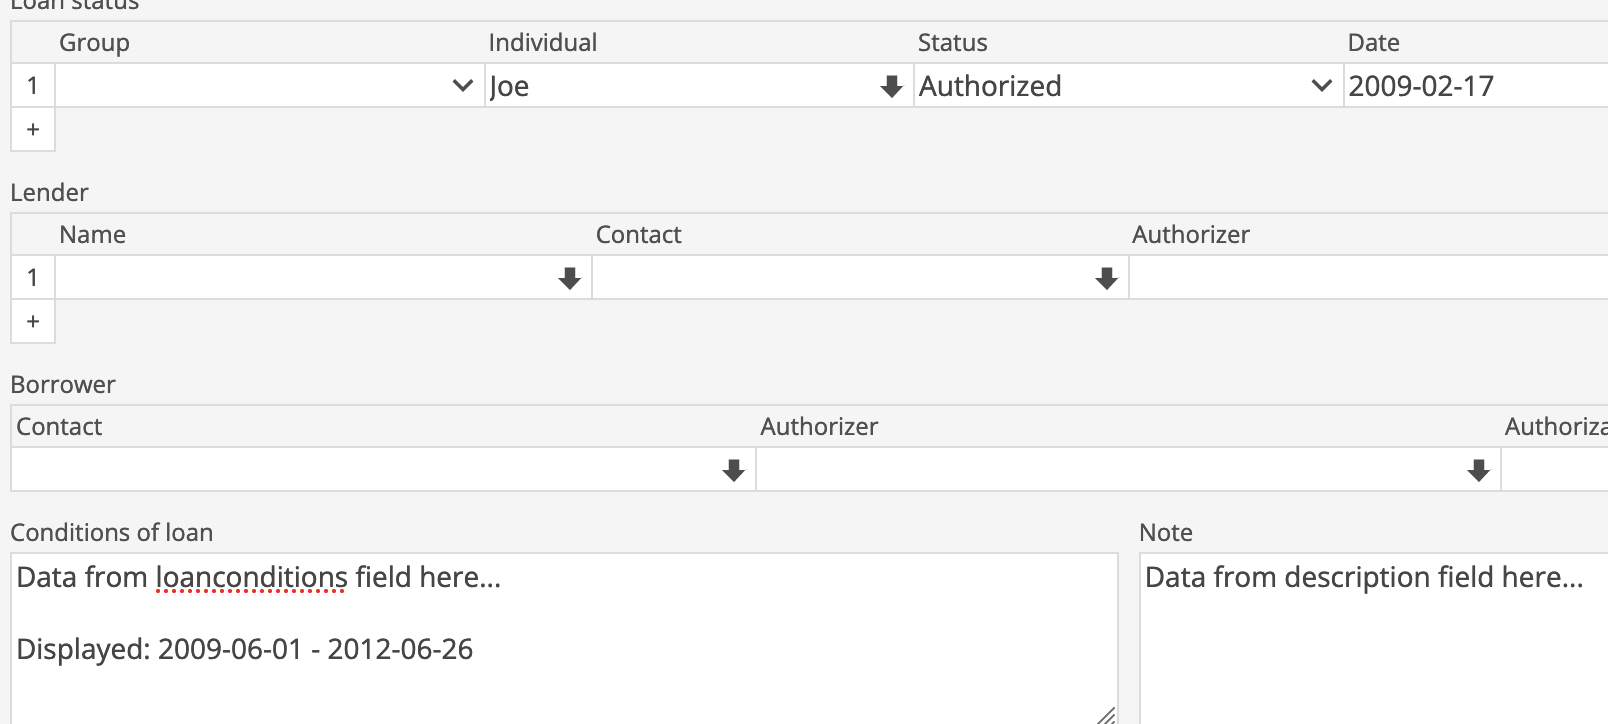 Loan status
Group Individual Status Date
1 Joe Authorized 2009-02-17
+
Lender
Name Contact Authorizer
1
+
Borrower
Contact Authorizer Authoriza
Conditions of loan Note
Data from loanconditions field here... Data from description field here...
Displayed: 2009-06-01 - 2012-06-26